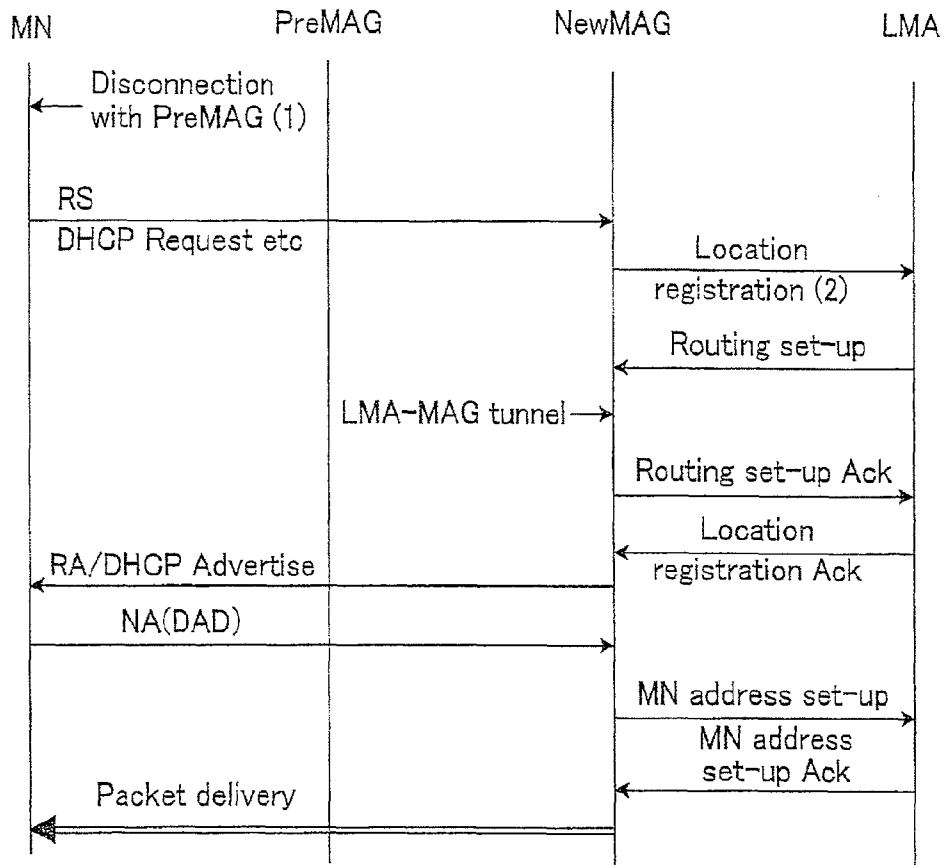 MN PreMAG NewMAG LMA
Disconnection
with PreMAG (1)
RS
DHCP Request etc
Location
registration (2)
Routing set-up
LMA-MAG tunnel
Routing set-up Ack
Location
registration Ack
RA/DHCP Advertise
NA(DAD)
MN address set-up
MN address
set-up Ack
Packet delivery